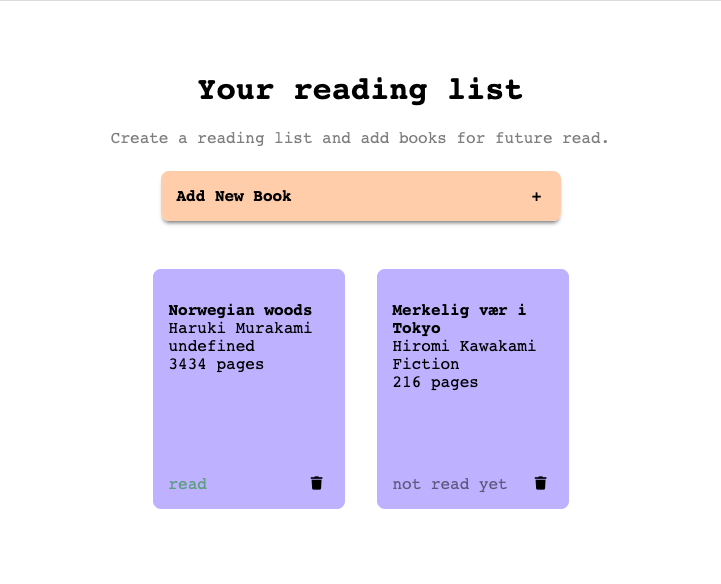 Your reading list
Create a reading list and add books for future read.
Add New Book +
Norwegian woods
Haruki Murakami
undefined
3434 pages
read
Merkelig vær i
Tokyo
Hiromi Kawakami
Fiction
216 pages
not read yet